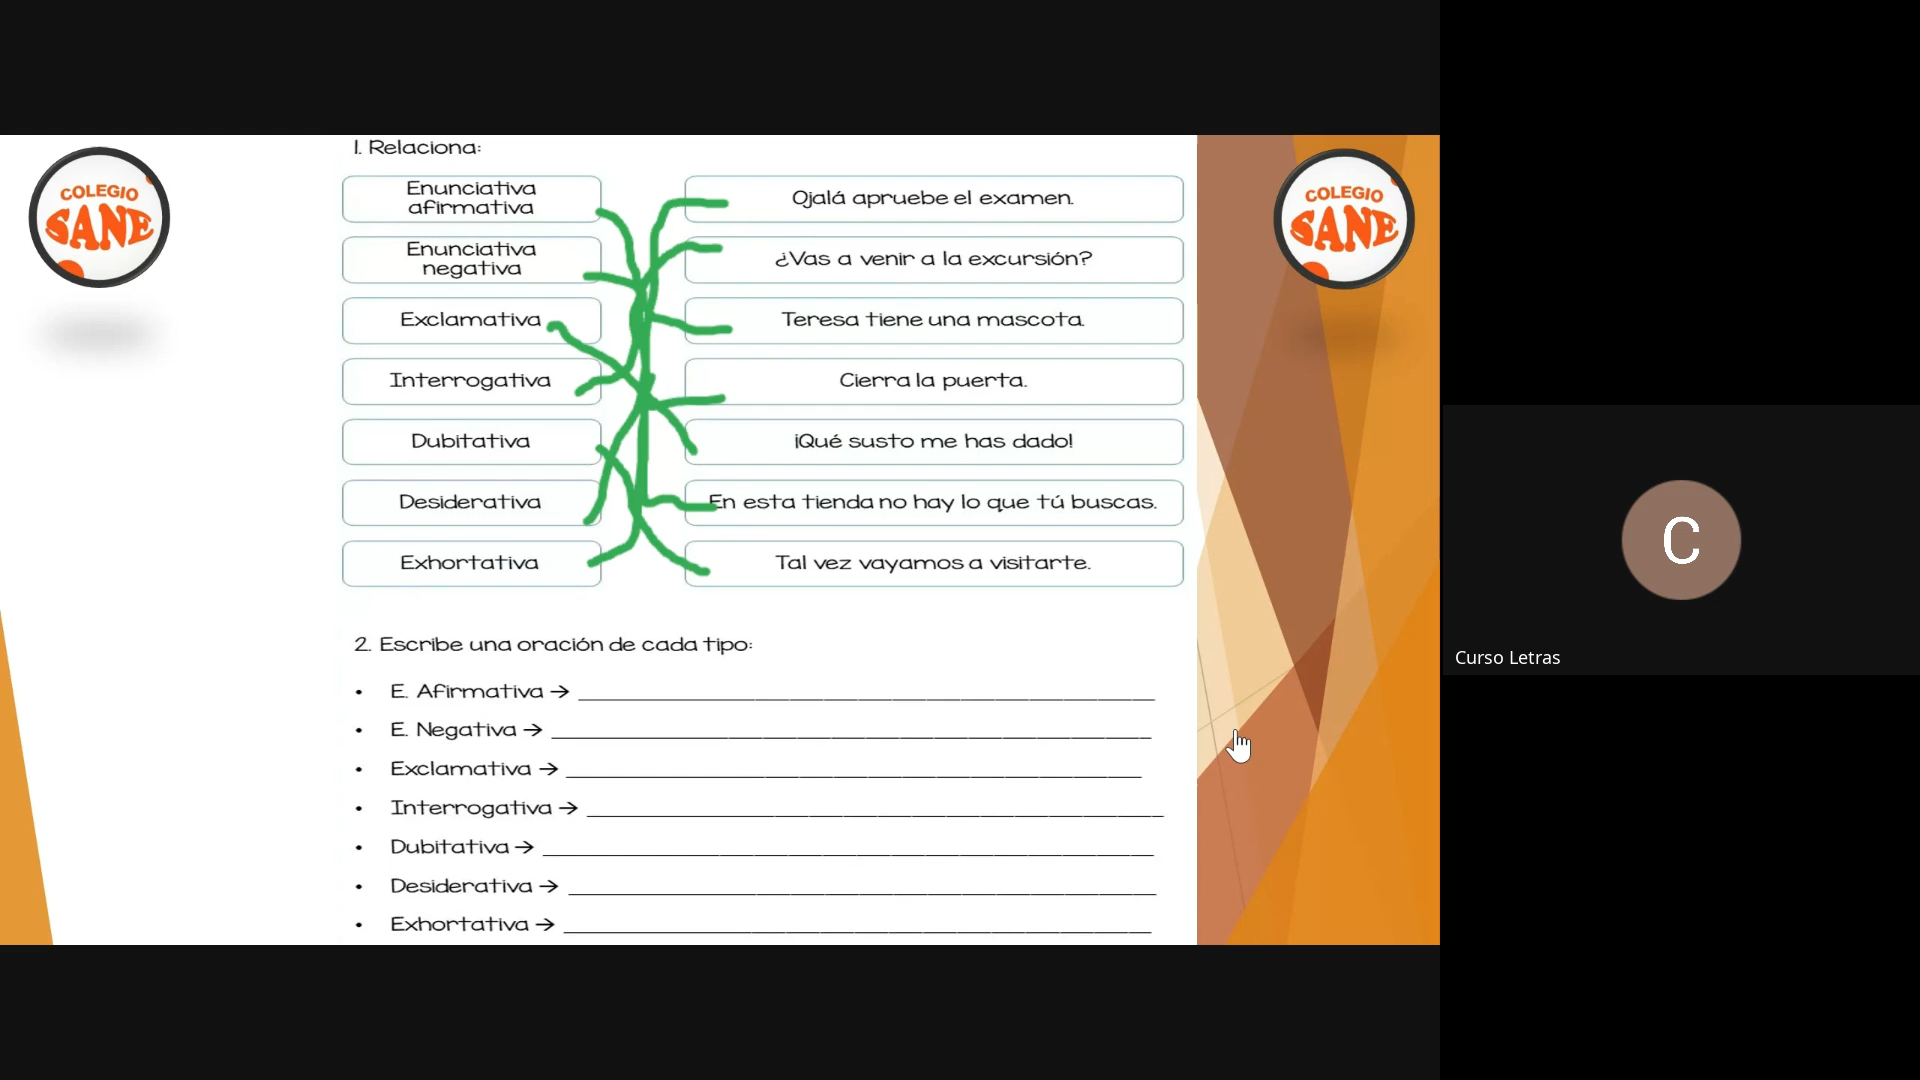 COLEGIO
SANE
COLEGIO
SANE
1. Relaciona:
Enunciativa
afirmativa
Ojalá apruebe el examen.
Enunciativa
negativa
¿Vas a venir a la excursión?
Exclamativa
Teresa tiene una mascota.
Interrogativa
Cierra la puerta.
Dubitativa
¡Qué susto me has dado!
Desiderativa
En esta tienda no hay lo que tú buscas.
Exhortativa
Tal vez vayamos a visitarte.
2. Escribe una oración de cada tipo:
• E. Afirmativa →
• E. Negativa →
• Exclamativa →
• Interrogativa →
• Dubitativa →
• Desiderativa →
• Exhortativa →
C
Curso Letras